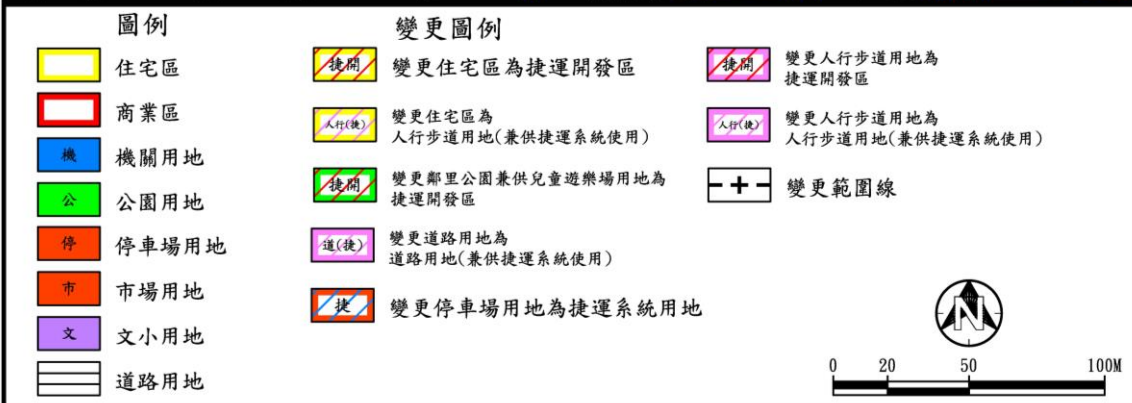 圖例
住宅區
商業區
機 機關用地
公 公園用地
停 停車場用地
市 市場用地
文 文小用地
道路用地
變更圖例
捷開 變更住宅區為捷運開發區
人行(捷) 變更住宅區為
人行步道用地(兼供捷運系統使用)
捷開 變更鄰里公園兼供兒童遊樂場用地為
捷運開發區
道(捷) 變更道路用地為
道路用地(兼供捷運系統使用)
捷 變更停車場用地為捷運系統用地
捷開 變更人行步道用地為
捷運開發區
人行(捷) 變更人行步道用地為
人行步道用地(兼供捷運系統使用)
變更範圍線
N
0 20 50 100M